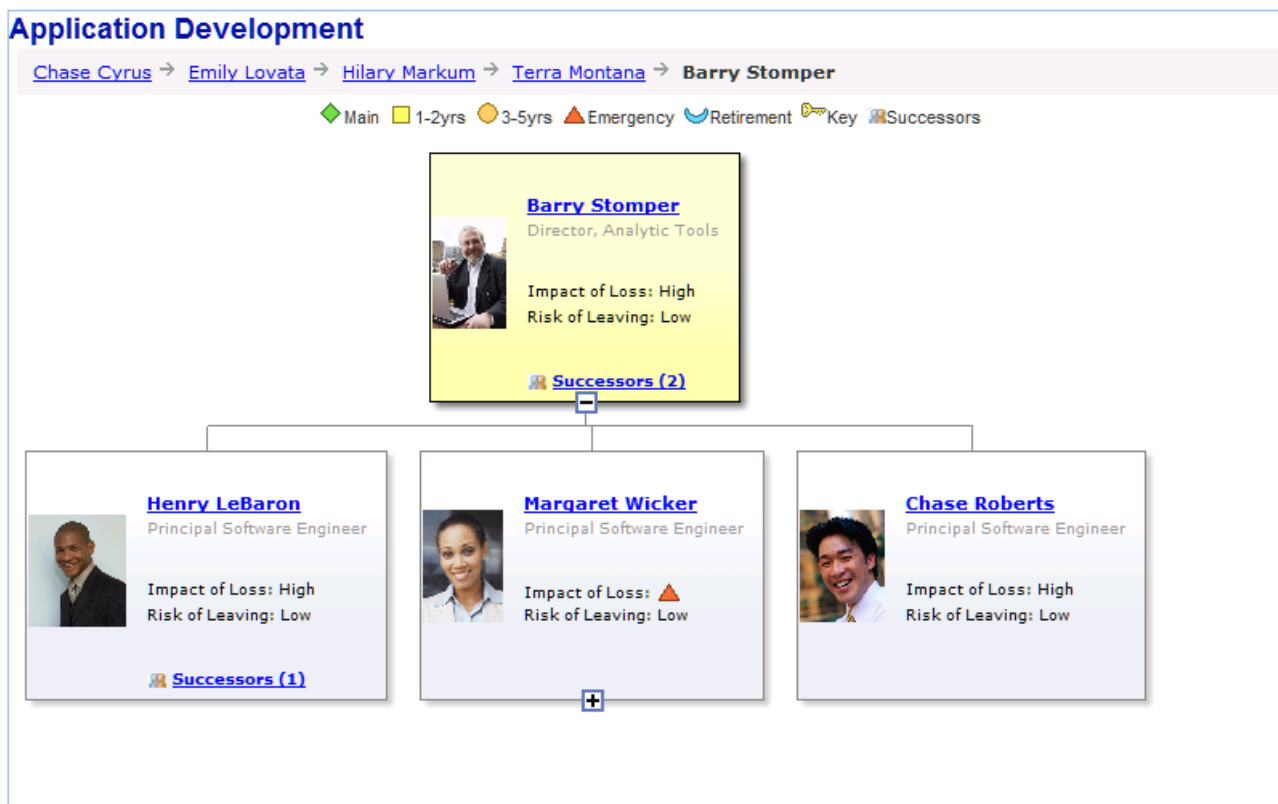 Application Development
Chase Cyrus → Emily Lovata → Hilary Markum → Terra Montana → Barry Stomper
Main 1-2yrs 3-5yrs Emergency Retirement Key Successors
Barry Stomper
Director, Analytic Tools
Impact of Loss: High
Risk of Leaving: Low
Successors (2)
Henry LeBaron
Principal Software Engineer
Impact of Loss: High
Risk of Leaving: Low
Successors (1)
Margaret Wicker
Principal Software Engineer
Impact of Loss:
Risk of Leaving: Low
Chase Roberts
Principal Software Engineer
Impact of Loss: High
Risk of Leaving: Low